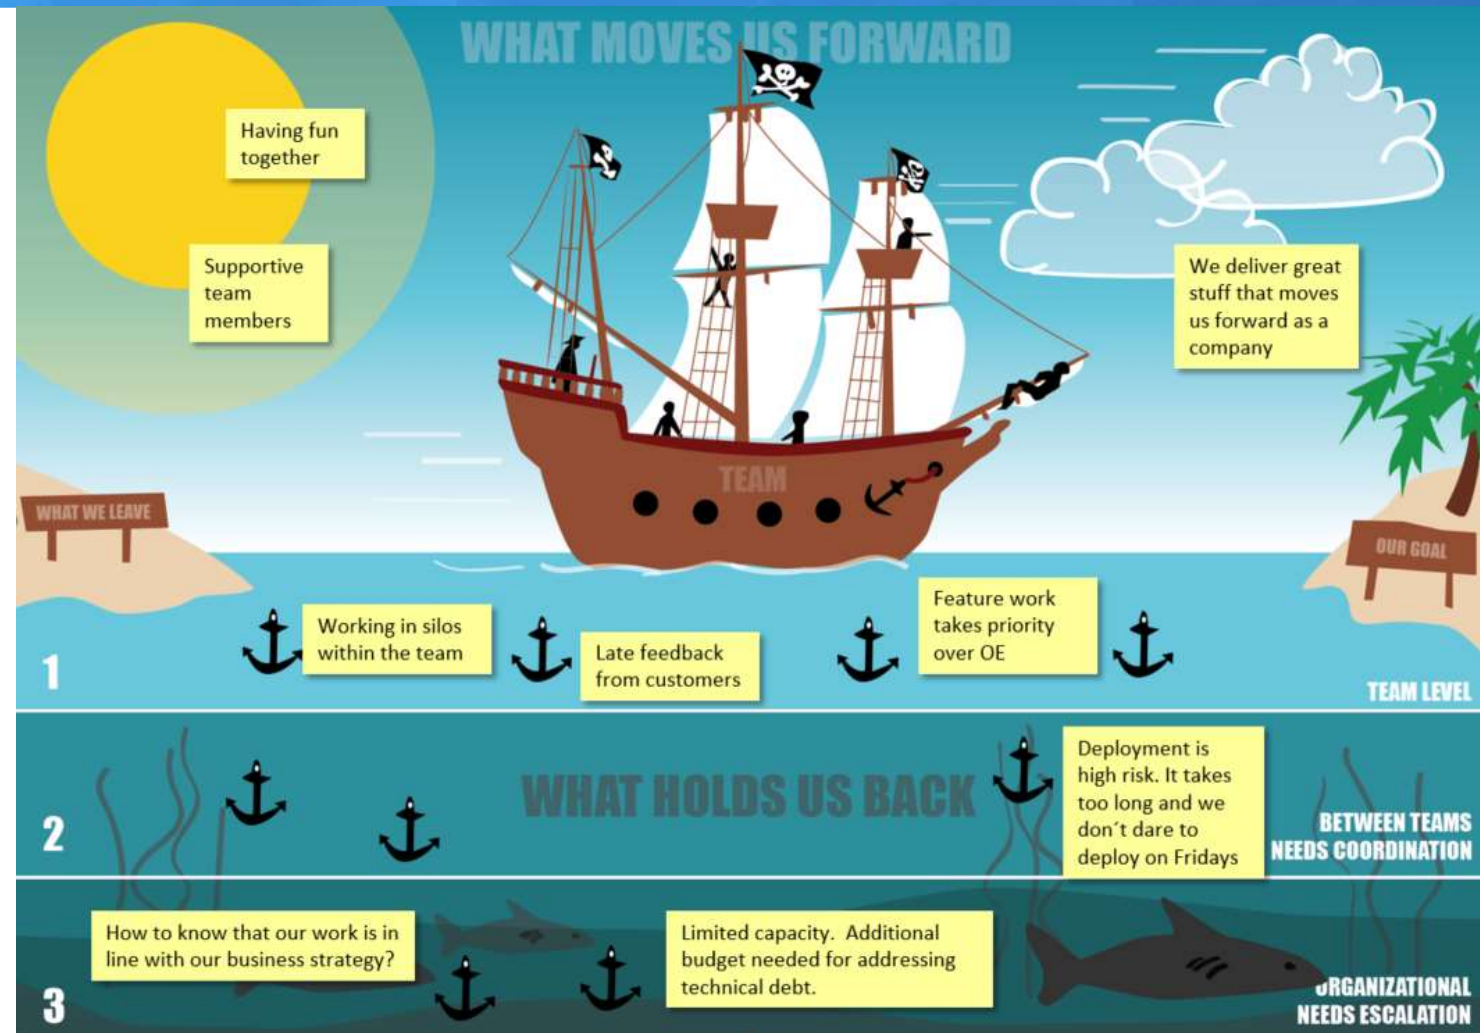 WHAT MOVES US FORWARD
Having fun
together
Supportive
team
members
We deliver great
stuff that moves
us forward as a
company
TEAM
WHAT WE LEAVE
OUR GOAL
Working in silos
within the team
Late feedback
from customers
Feature work
takes priority
over OE
1
TEAM LEVEL
WHAT HOLDS US BACK
Deployment is
high risk. It takes
too long and we
don´t dare to
deploy on Fridays
2
BETWEEN TEAMS
NEEDS COORDINATION
How to know that our work is in
line with our business strategy?
Limited capacity.  Additional
budget needed for addressing
technical debt.
3
ORGANIZATIONAL
NEEDS ESCALATION